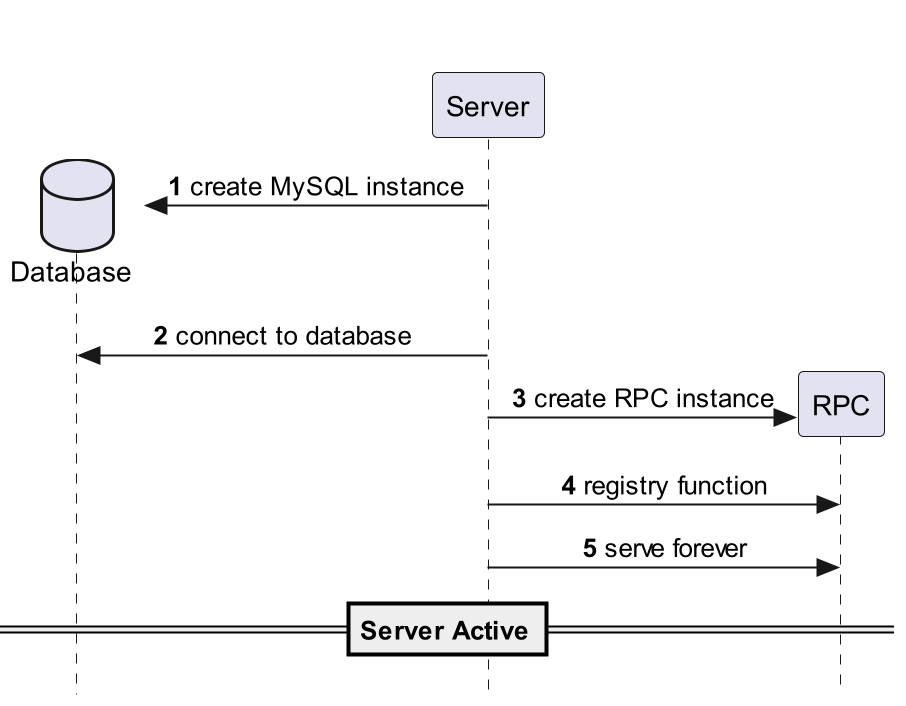 Server
1 create MySQL instance
Database
2 connect to database
3 create RPC instance
RPC
4 registry function
5 serve forever
Server Active